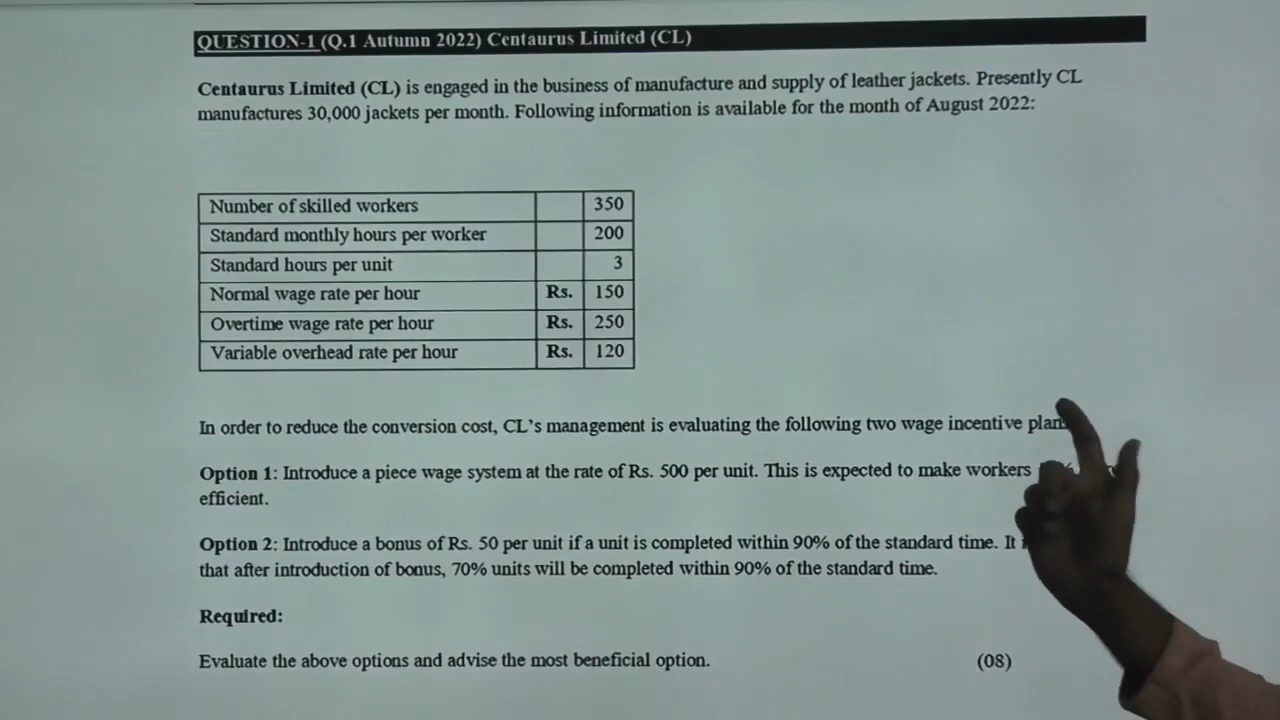 QUESTION-1 (Q.1 Autumn 2022) Centaurus Limited (CL)
Centaurus Limited (CL) is engaged in the business of manufacture and supply of leather jackets. Presently CL
manufactures 30,000 jackets per month. Following information is available for the month of August 2022:
Number of skilled workers 350
Standard monthly hours per worker 200
Standard hours per unit 3
Normal wage rate per hour Rs. 150
Overtime wage rate per hour Rs. 250
Variable overhead rate per hour Rs. 120
In order to reduce the conversion cost, CL's management is evaluating the following two wage incentive
Option 1: Introduce a piece wage system at the rate of Rs. 500 per unit. This is expected to make workers
efficient.
Option 2: Introduce a bonus of Rs. 50 per unit if a unit is completed within 90% of the standard time. It
that after introduction of bonus, 70% units will be completed within 90% of the standard time.
Required:
Evaluate the above options and advise the most beneficial option. (08)